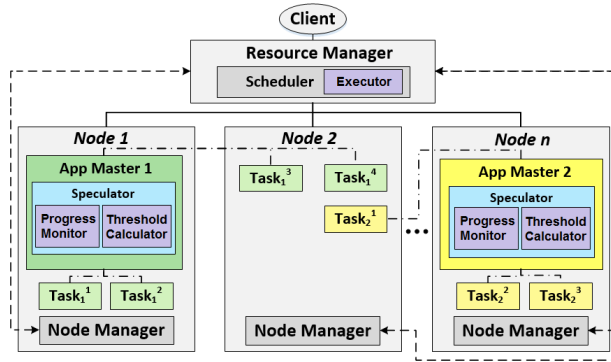 Client
Resource Manager
Scheduler
Executor
Node 1
Node 2
Node n
App Master 1
Speculator
Progress
Monitor
Threshold
Calculator
Task₁¹
Task₁²
Node Manager
Task₁³
Task₁⁴
Task₂¹
...
Node Manager
App Master 2
Speculator
Progress
Monitor
Threshold
Calculator
Task₂²
Task₂³
Node Manager